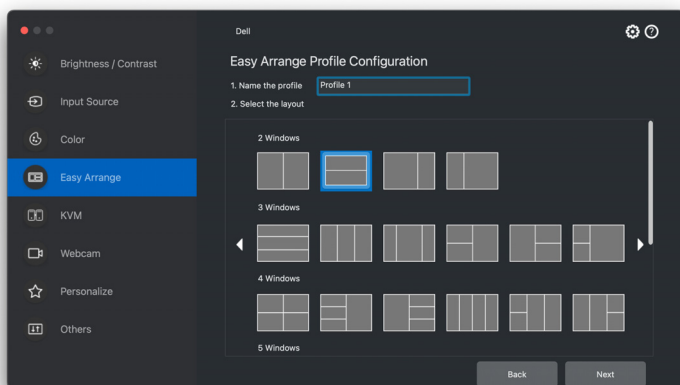 Dell
Brightness / Contrast
Input Source
Color
Easy Arrange
KVM
Webcam
Personalize
Others
Easy Arrange Profile Configuration
1. Name the profile
Profile 1
2. Select the layout
2 Windows
3 Windows
4 Windows
5 Windows
Back
Next